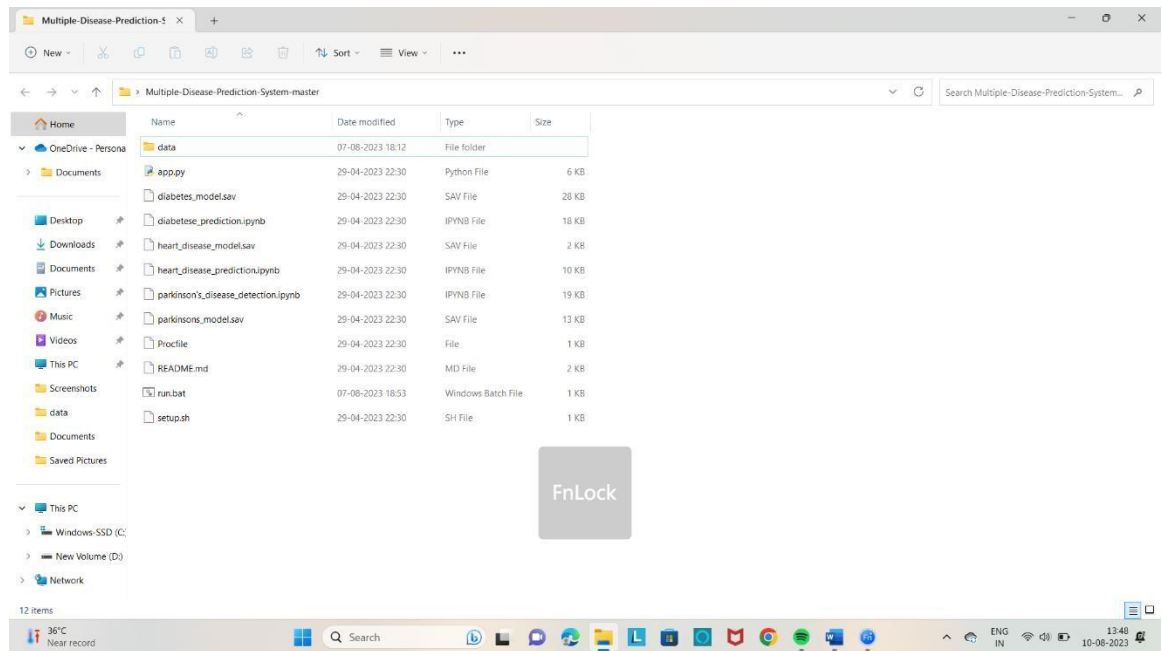 Multiple-Disease-Prediction-S
New
Sort
View
Multiple-Disease-Prediction-System-master
Search Multiple-Disease-Prediction-System...
Home
OneDrive - Persona
Documents
Desktop
Downloads
Documents
Pictures
Music
Videos
This PC
Screenshots
data
Documents
Saved Pictures
This PC
Windows-SSD (C:
New Volume (D:)
Network
Name Date modified Type Size
data 07-08-2023 18:12 File folder
app.py 29-04-2023 22:30 Python File 6 KB
diabetes_model.sav 29-04-2023 22:30 SAV File 28 KB
diabetese_prediction.ipynb 29-04-2023 22:30 IPYNB File 18 KB
heart_disease_model.sav 29-04-2023 22:30 SAV File 2 KB
heart_disease_prediction.ipynb 29-04-2023 22:30 IPYNB File 10 KB
parkinson's_disease_detection.ipynb 29-04-2023 22:30 IPYNB File 19 KB
parkinsons_model.sav 29-04-2023 22:30 SAV File 13 KB
Procfile 29-04-2023 22:30 File 1 KB
README.md 29-04-2023 22:30 MD File 2 KB
run.bat 07-08-2023 18:53 Windows Batch File 1 KB
setup.sh 29-04-2023 22:30 SH File 1 KB
FnLock
12 items
36°C
Near record
Search
ENG
IN
13:48
10-08-2023